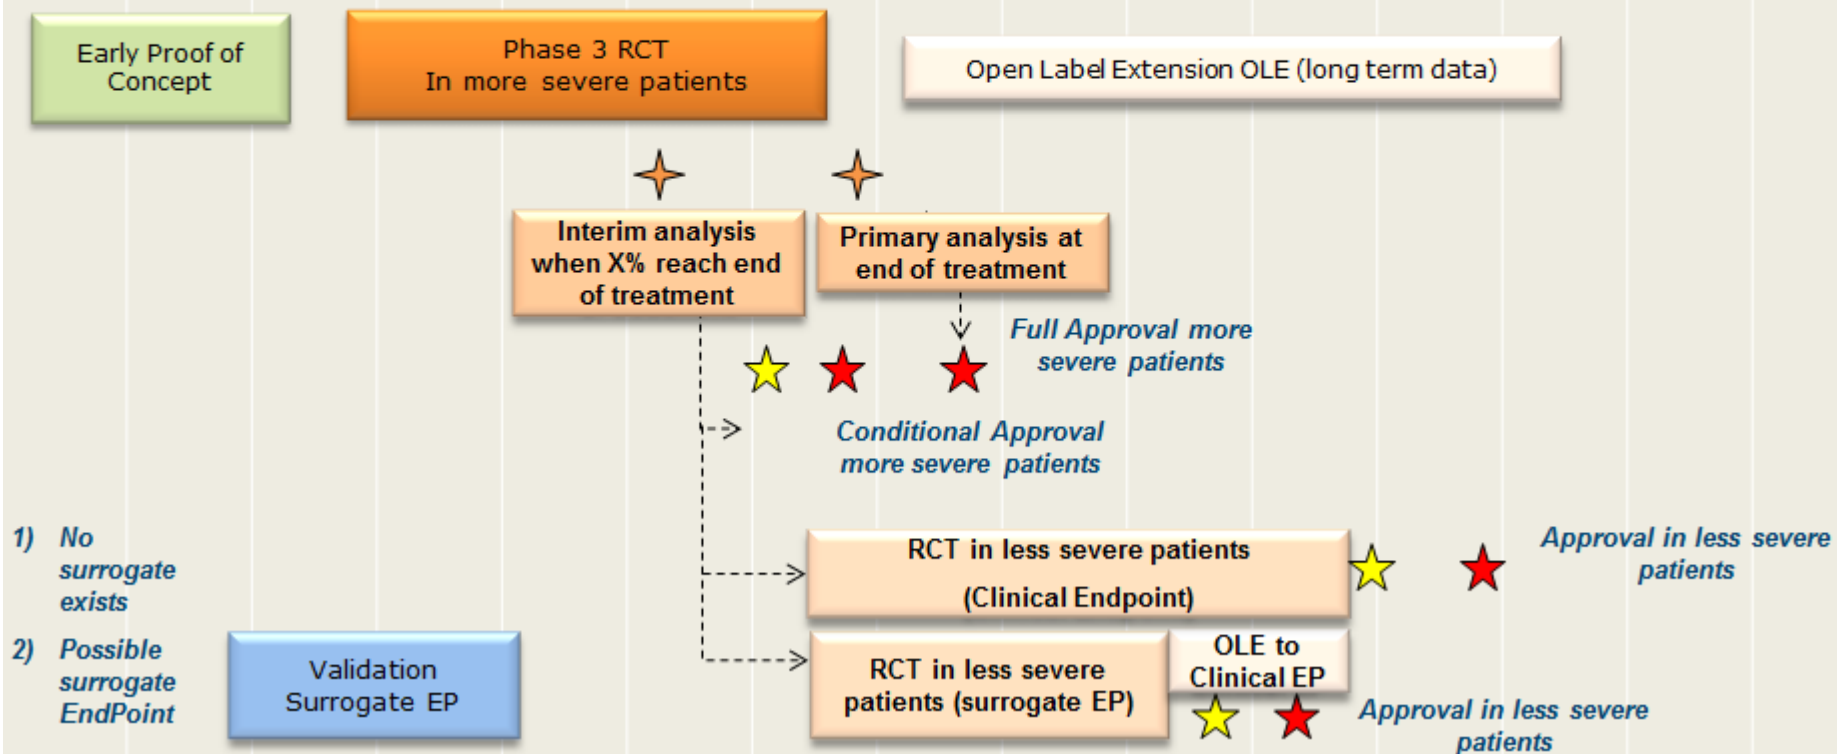 Early Proof of
Concept
Phase 3 RCT
In more severe patients
Open Label Extension OLE (long term data)
Interim analysis
when X% reach end
of treatment
Primary analysis at
end of treatment
Full Approval more
severe patients
Conditional Approval
more severe patients
1) No
surrogate
exists
RCT in less severe patients
(Clinical Endpoint)
Approval in less severe
patients
2) Possible
surrogate
EndPoint
Validation
Surrogate EP
RCT in less severe
patients (surrogate EP)
OLE to
Clinical EP
Approval in less severe
patients